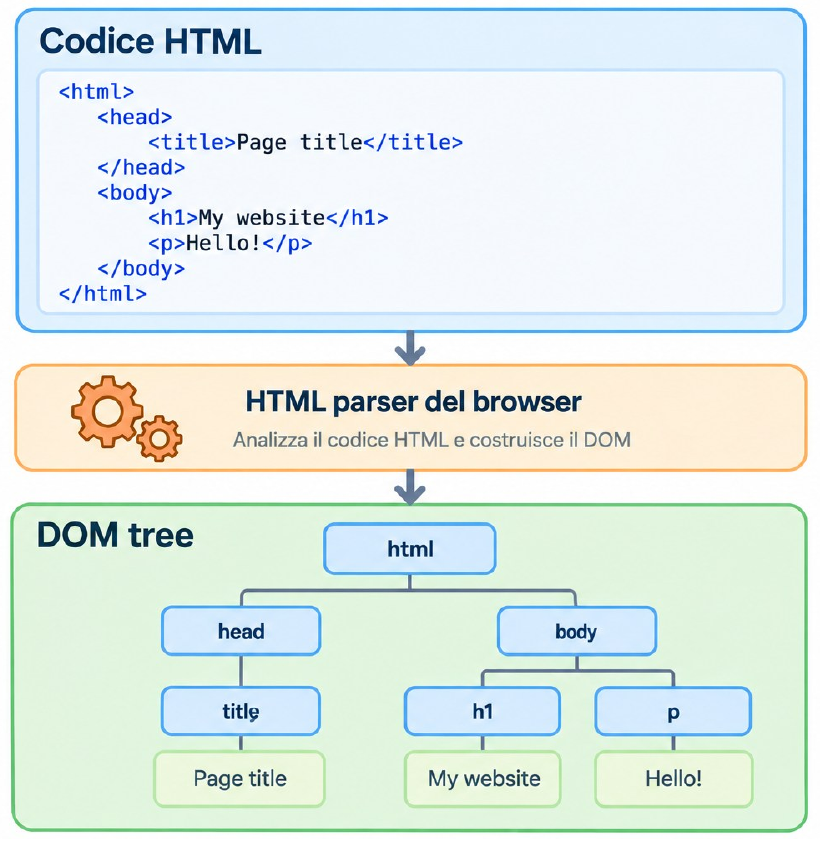 Codice HTML
<html>
<head>
<title>Page title</title>
</head>
<body>
<h1>My website</h1>
<p>Hello!</p>
</body>
</html>
HTML parser del browser
Analizza il codice HTML e costruisce il DOM
DOM tree
html
head
body
title
h1
p
Page title
My website
Hello!